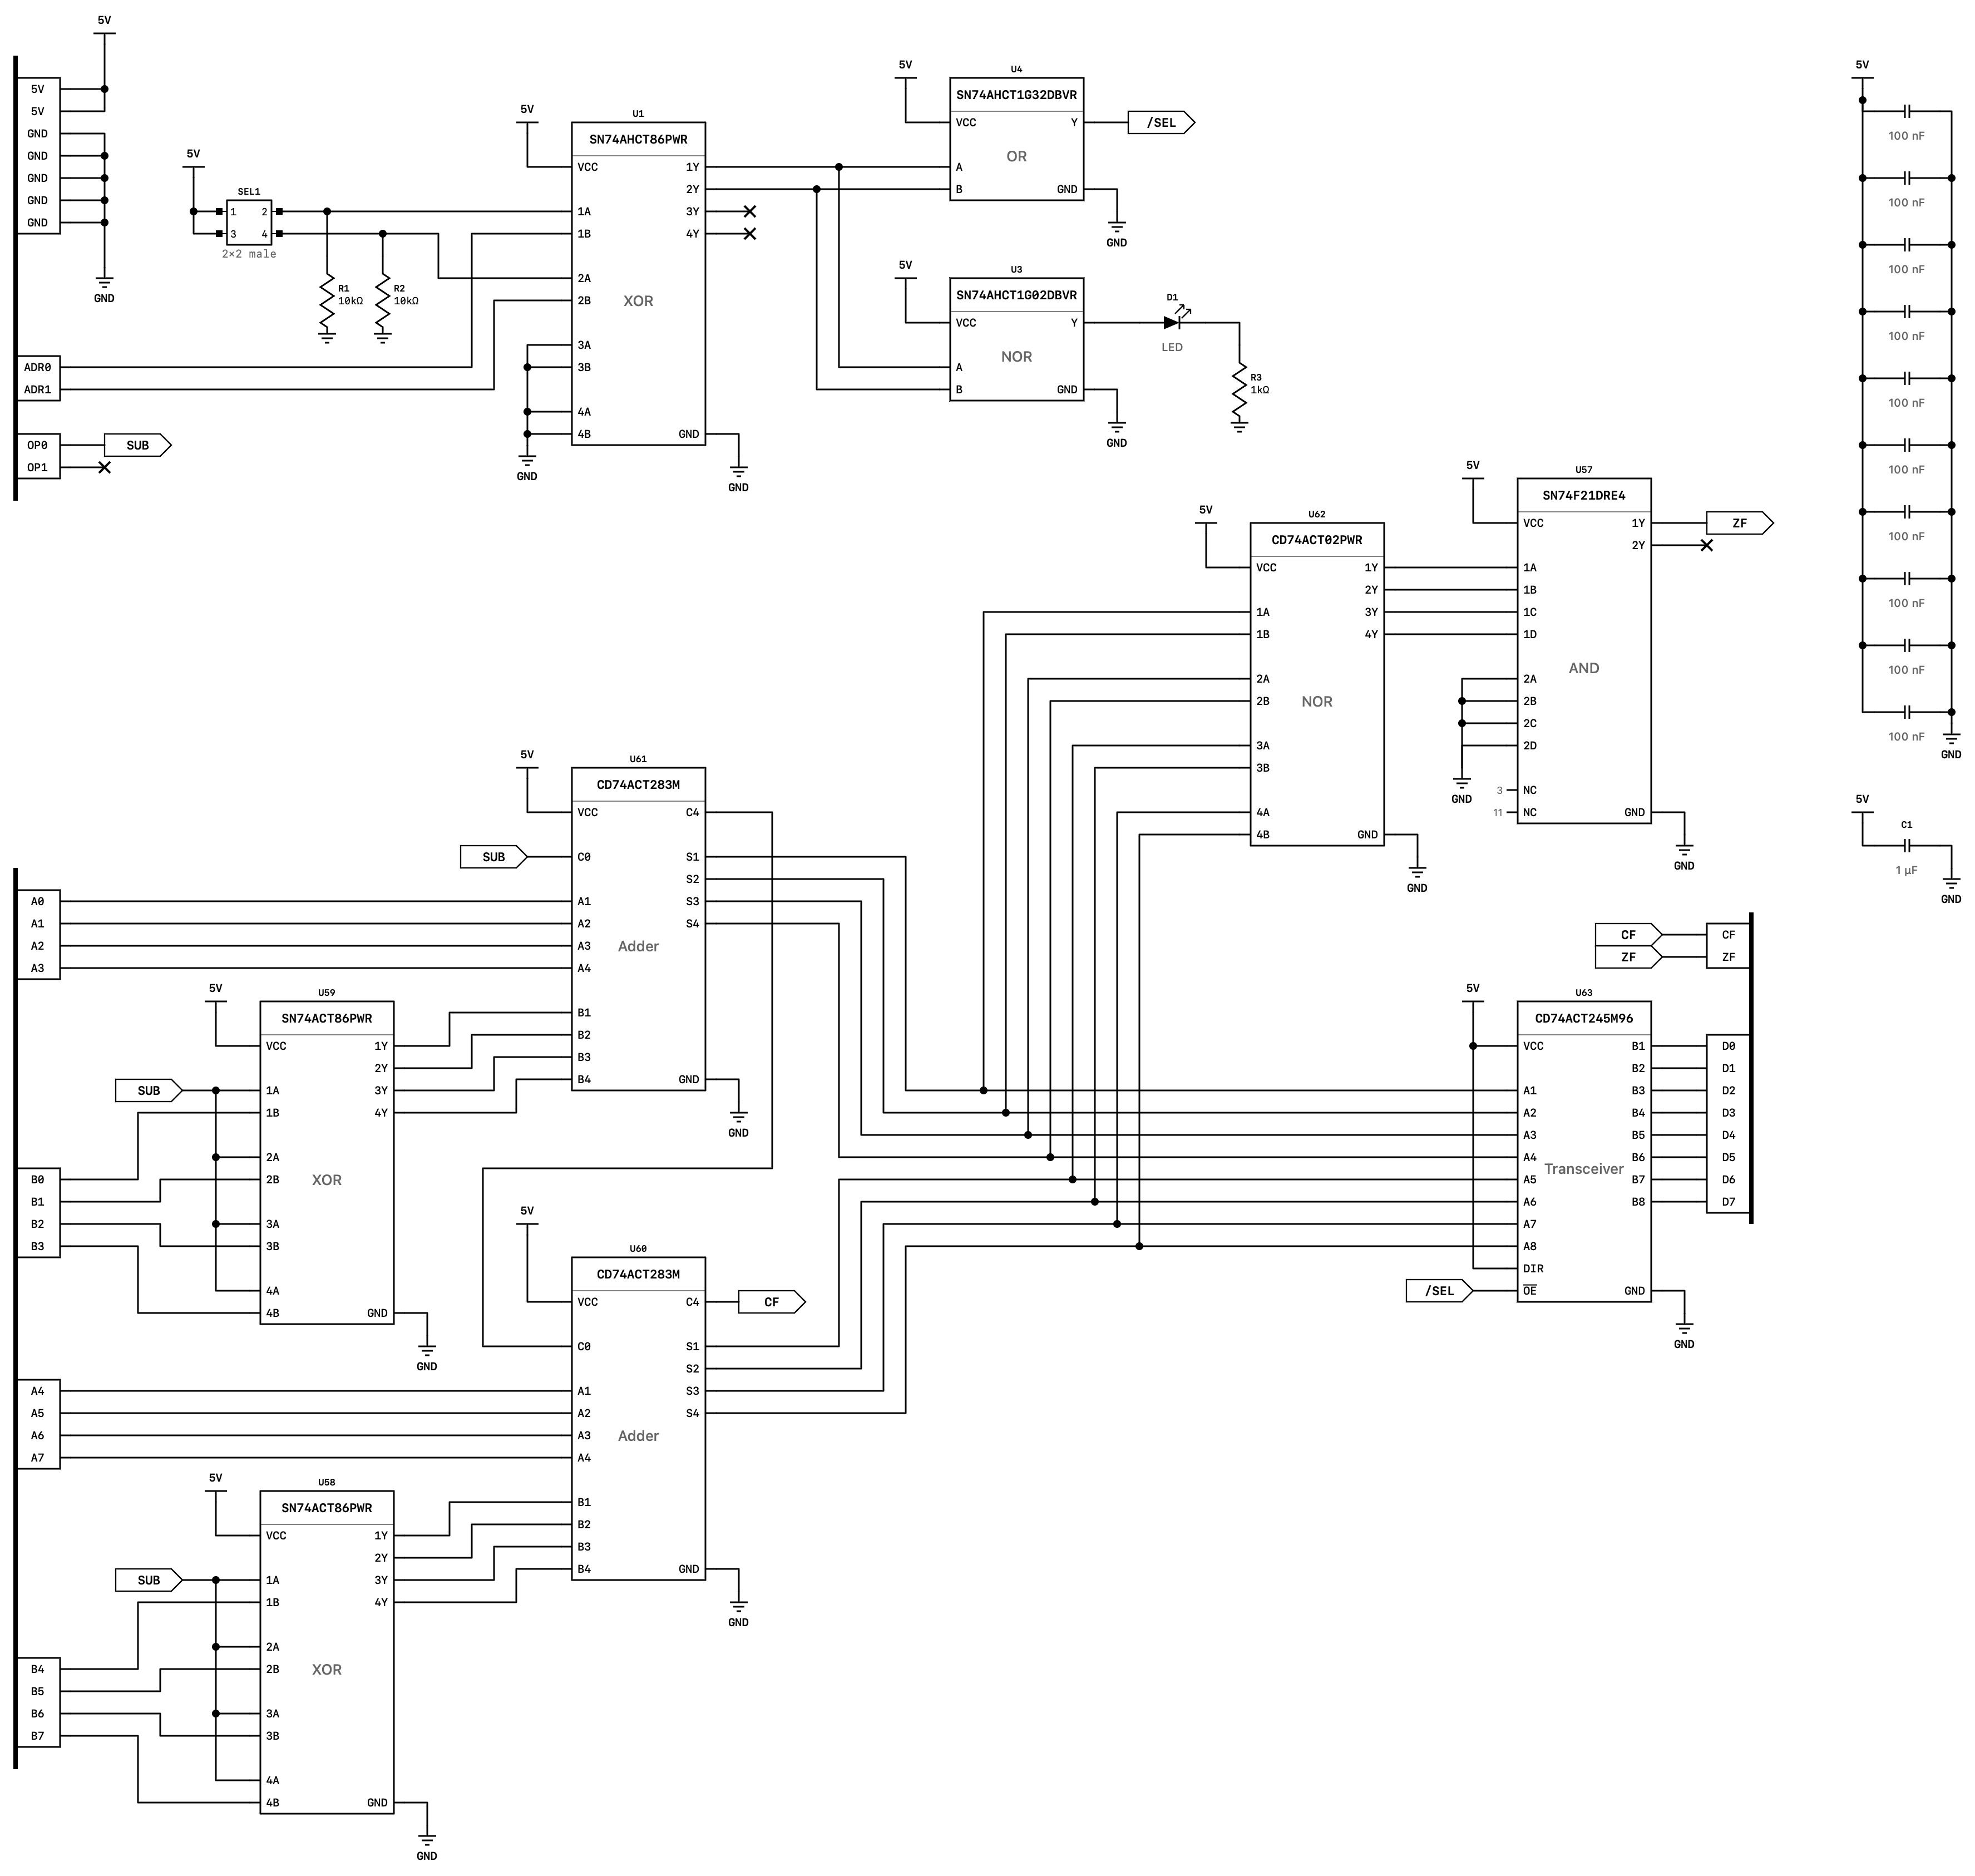 5V
5V
5V
GND
GND
GND
GND
GND
GND
ADR0
ADR1
OP0
SUB
OP1
5V
SEL1
1 2
3 4
2×2 male
R1
10kΩ
R2
10kΩ
5V
U1
SN74AHCT86PWR
VCC 1Y
2Y
1A 3Y
1B 4Y
2A
2B XOR
3A
3B
4A
4B GND
GND
GND
5V
U4
SN74AHCT1G32DBVR
VCC Y
OR
A
B GND
/SEL
GND
5V
U3
SN74AHCT1G02DBVR
VCC Y
NOR
A
B GND
GND
D1
LED
R3
1kΩ
5V
U62
CD74ACT02PWR
VCC 1Y
2Y
1A 3Y
1B 4Y
2A
2B NOR
3A
3B
4A
4B GND
GND
5V
U57
SN74F21DRE4
VCC 1Y
2Y
1A
1B
1C
1D
AND
2A
2B
2C
2D
3 NC
11 NC GND
ZF
GND
GND
5V
100 nF
100 nF
100 nF
100 nF
100 nF
100 nF
100 nF
100 nF
100 nF
100 nF
GND
5V
C1
1 µF
GND
5V
U61
CD74ACT283M
VCC C4
SUB
C0 S1
S2
A1 S3
A2 S4
A3 Adder
A4
B1
B2
B3
B4 GND
GND
A0
A1
A2
A3
5V
U59
SN74ACT86PWR
VCC 1Y
2Y
SUB
1A 3Y
1B 4Y
2A
2B XOR
3A
3B
4A
4B GND
GND
B0
B1
B2
B3
5V
U60
CD74ACT283M
VCC C4
CF
C0 S1
S2
A1 S3
A2 S4
A3 Adder
A4
B1
B2
B3
B4 GND
GND
A4
A5
A6
A7
5V
U58
SN74ACT86PWR
VCC 1Y
2Y
SUB
1A 3Y
1B 4Y
2A
2B XOR
3A
3B
4A
4B GND
GND
B4
B5
B6
B7
CF CF
ZF ZF
5V
U63
CD74ACT245M96
VCC B1 D0
B2 D1
A1 B3 D2
A2 B4 D3
A3 B5 D4
A4 B6 D5
Transceiver
A5 B7 D6
A6 B8 D7
A7
A8
DIR
/SEL OE GND
GND